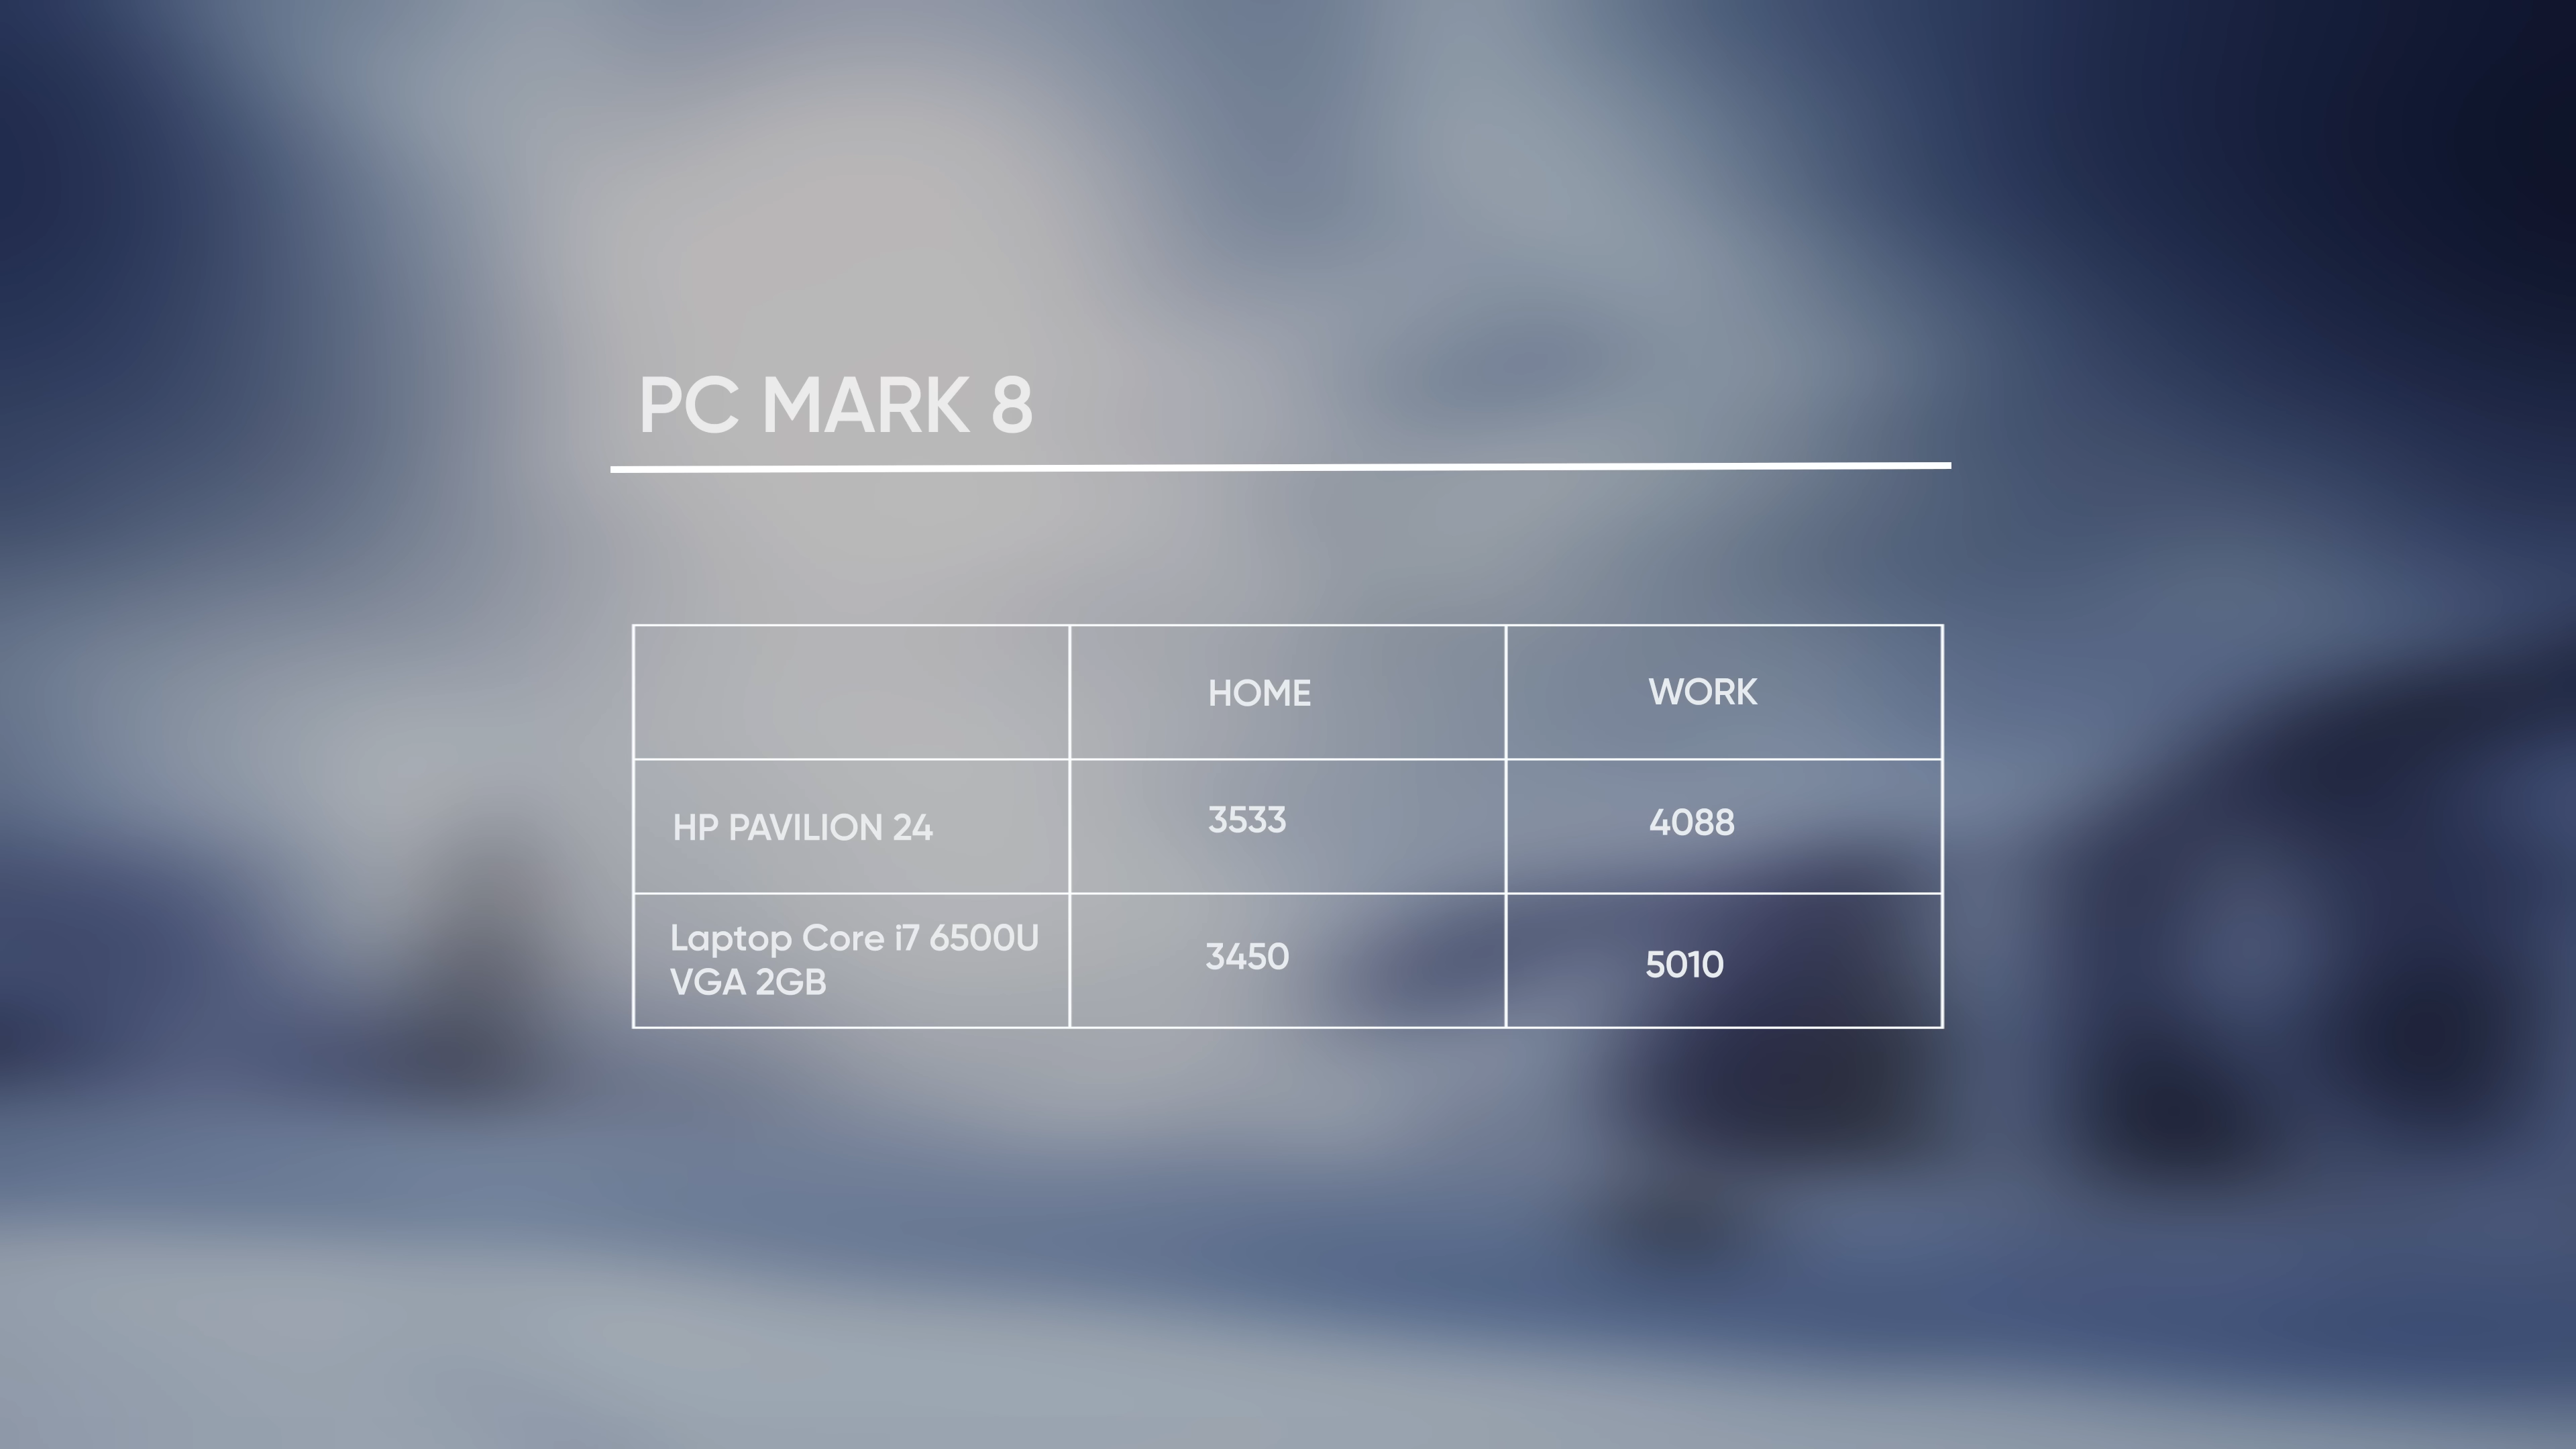 PC MARK 8
HOME WORK
HP PAVILION 24 3533 4088
Laptop Core i7 6500U 3450 5010
VGA 2GB